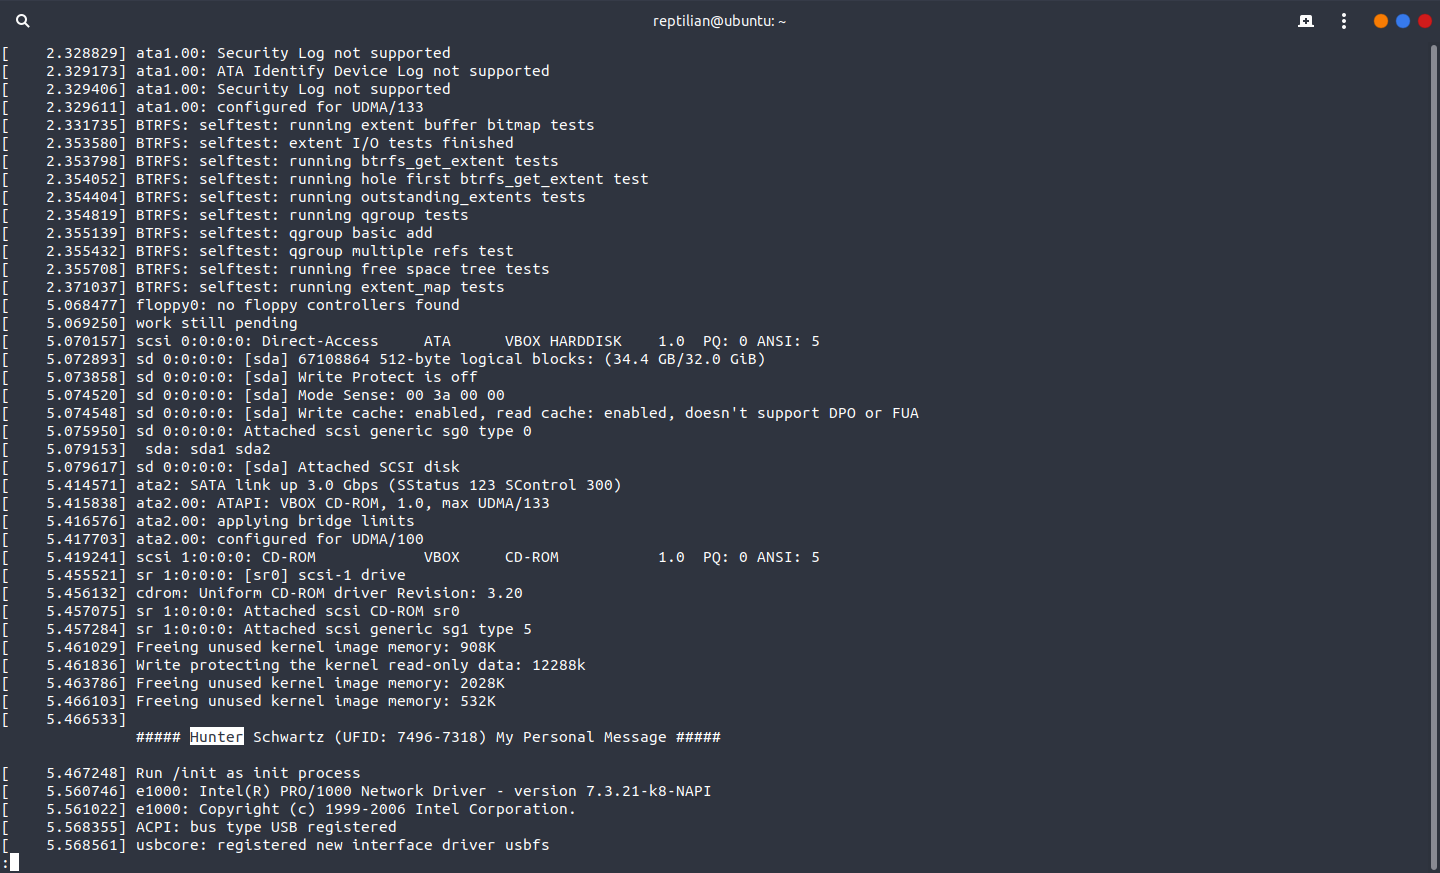 reptilian@ubuntu: ~
[    2.328829] ata1.00: Security Log not supported
[    2.329173] ata1.00: ATA Identify Device Log not supported
[    2.329406] ata1.00: Security Log not supported
[    2.329611] ata1.00: configured for UDMA/133
[    2.331735] BTRFS: selftest: running extent buffer bitmap tests
[    2.353580] BTRFS: selftest: extent I/O tests finished
[    2.353798] BTRFS: selftest: running btrfs_get_extent tests
[    2.354052] BTRFS: selftest: running hole first btrfs_get_extent test
[    2.354404] BTRFS: selftest: running outstanding_extents tests
[    2.354819] BTRFS: selftest: running qgroup tests
[    2.355139] BTRFS: selftest: qgroup basic add
[    2.355432] BTRFS: selftest: qgroup multiple refs test
[    2.355708] BTRFS: selftest: running free space tree tests
[    2.371037] BTRFS: selftest: running extent_map tests
[    5.068477] floppy0: no floppy controllers found
[    5.069250] work still pending
[    5.070157] scsi 0:0:0:0: Direct-Access     ATA      VBOX HARDDISK    1.0  PQ: 0 ANSI: 5
[    5.072893] sd 0:0:0:0: [sda] 67108864 512-byte logical blocks: (34.4 GB/32.0 GiB)
[    5.073858] sd 0:0:0:0: [sda] Write Protect is off
[    5.074520] sd 0:0:0:0: [sda] Mode Sense: 00 3a 00 00
[    5.074548] sd 0:0:0:0: [sda] Write cache: enabled, read cache: enabled, doesn't support DPO or FUA
[    5.075950] sd 0:0:0:0: Attached scsi generic sg0 type 0
[    5.079153]  sda: sda1 sda2
[    5.079617] sd 0:0:0:0: [sda] Attached SCSI disk
[    5.414571] ata2: SATA link up 3.0 Gbps (SStatus 123 SControl 300)
[    5.415838] ata2.00: ATAPI: VBOX CD-ROM, 1.0, max UDMA/133
[    5.416576] ata2.00: applying bridge limits
[    5.417703] ata2.00: configured for UDMA/100
[    5.419241] scsi 1:0:0:0: CD-ROM            VBOX     CD-ROM           1.0  PQ: 0 ANSI: 5
[    5.455521] sr 1:0:0:0: [sr0] scsi-1 drive
[    5.456132] cdrom: Uniform CD-ROM driver Revision: 3.20
[    5.457075] sr 1:0:0:0: Attached scsi CD-ROM sr0
[    5.457284] sr 1:0:0:0: Attached scsi generic sg1 type 5
[    5.461029] Freeing unused kernel image memory: 908K
[    5.461836] Write protecting the kernel read-only data: 12288k
[    5.463786] Freeing unused kernel image memory: 2028K
[    5.466103] Freeing unused kernel image memory: 532K
[    5.466533]
##### Hunter Schwartz (UFID: 7496-7318) My Personal Message #####
[    5.467248] Run /init as init process
[    5.560746] e1000: Intel(R) PRO/1000 Network Driver - version 7.3.21-k8-NAPI
[    5.561022] e1000: Copyright (c) 1999-2006 Intel Corporation.
[    5.568355] ACPI: bus type USB registered
[    5.568561] usbcore: registered new interface driver usbfs
: